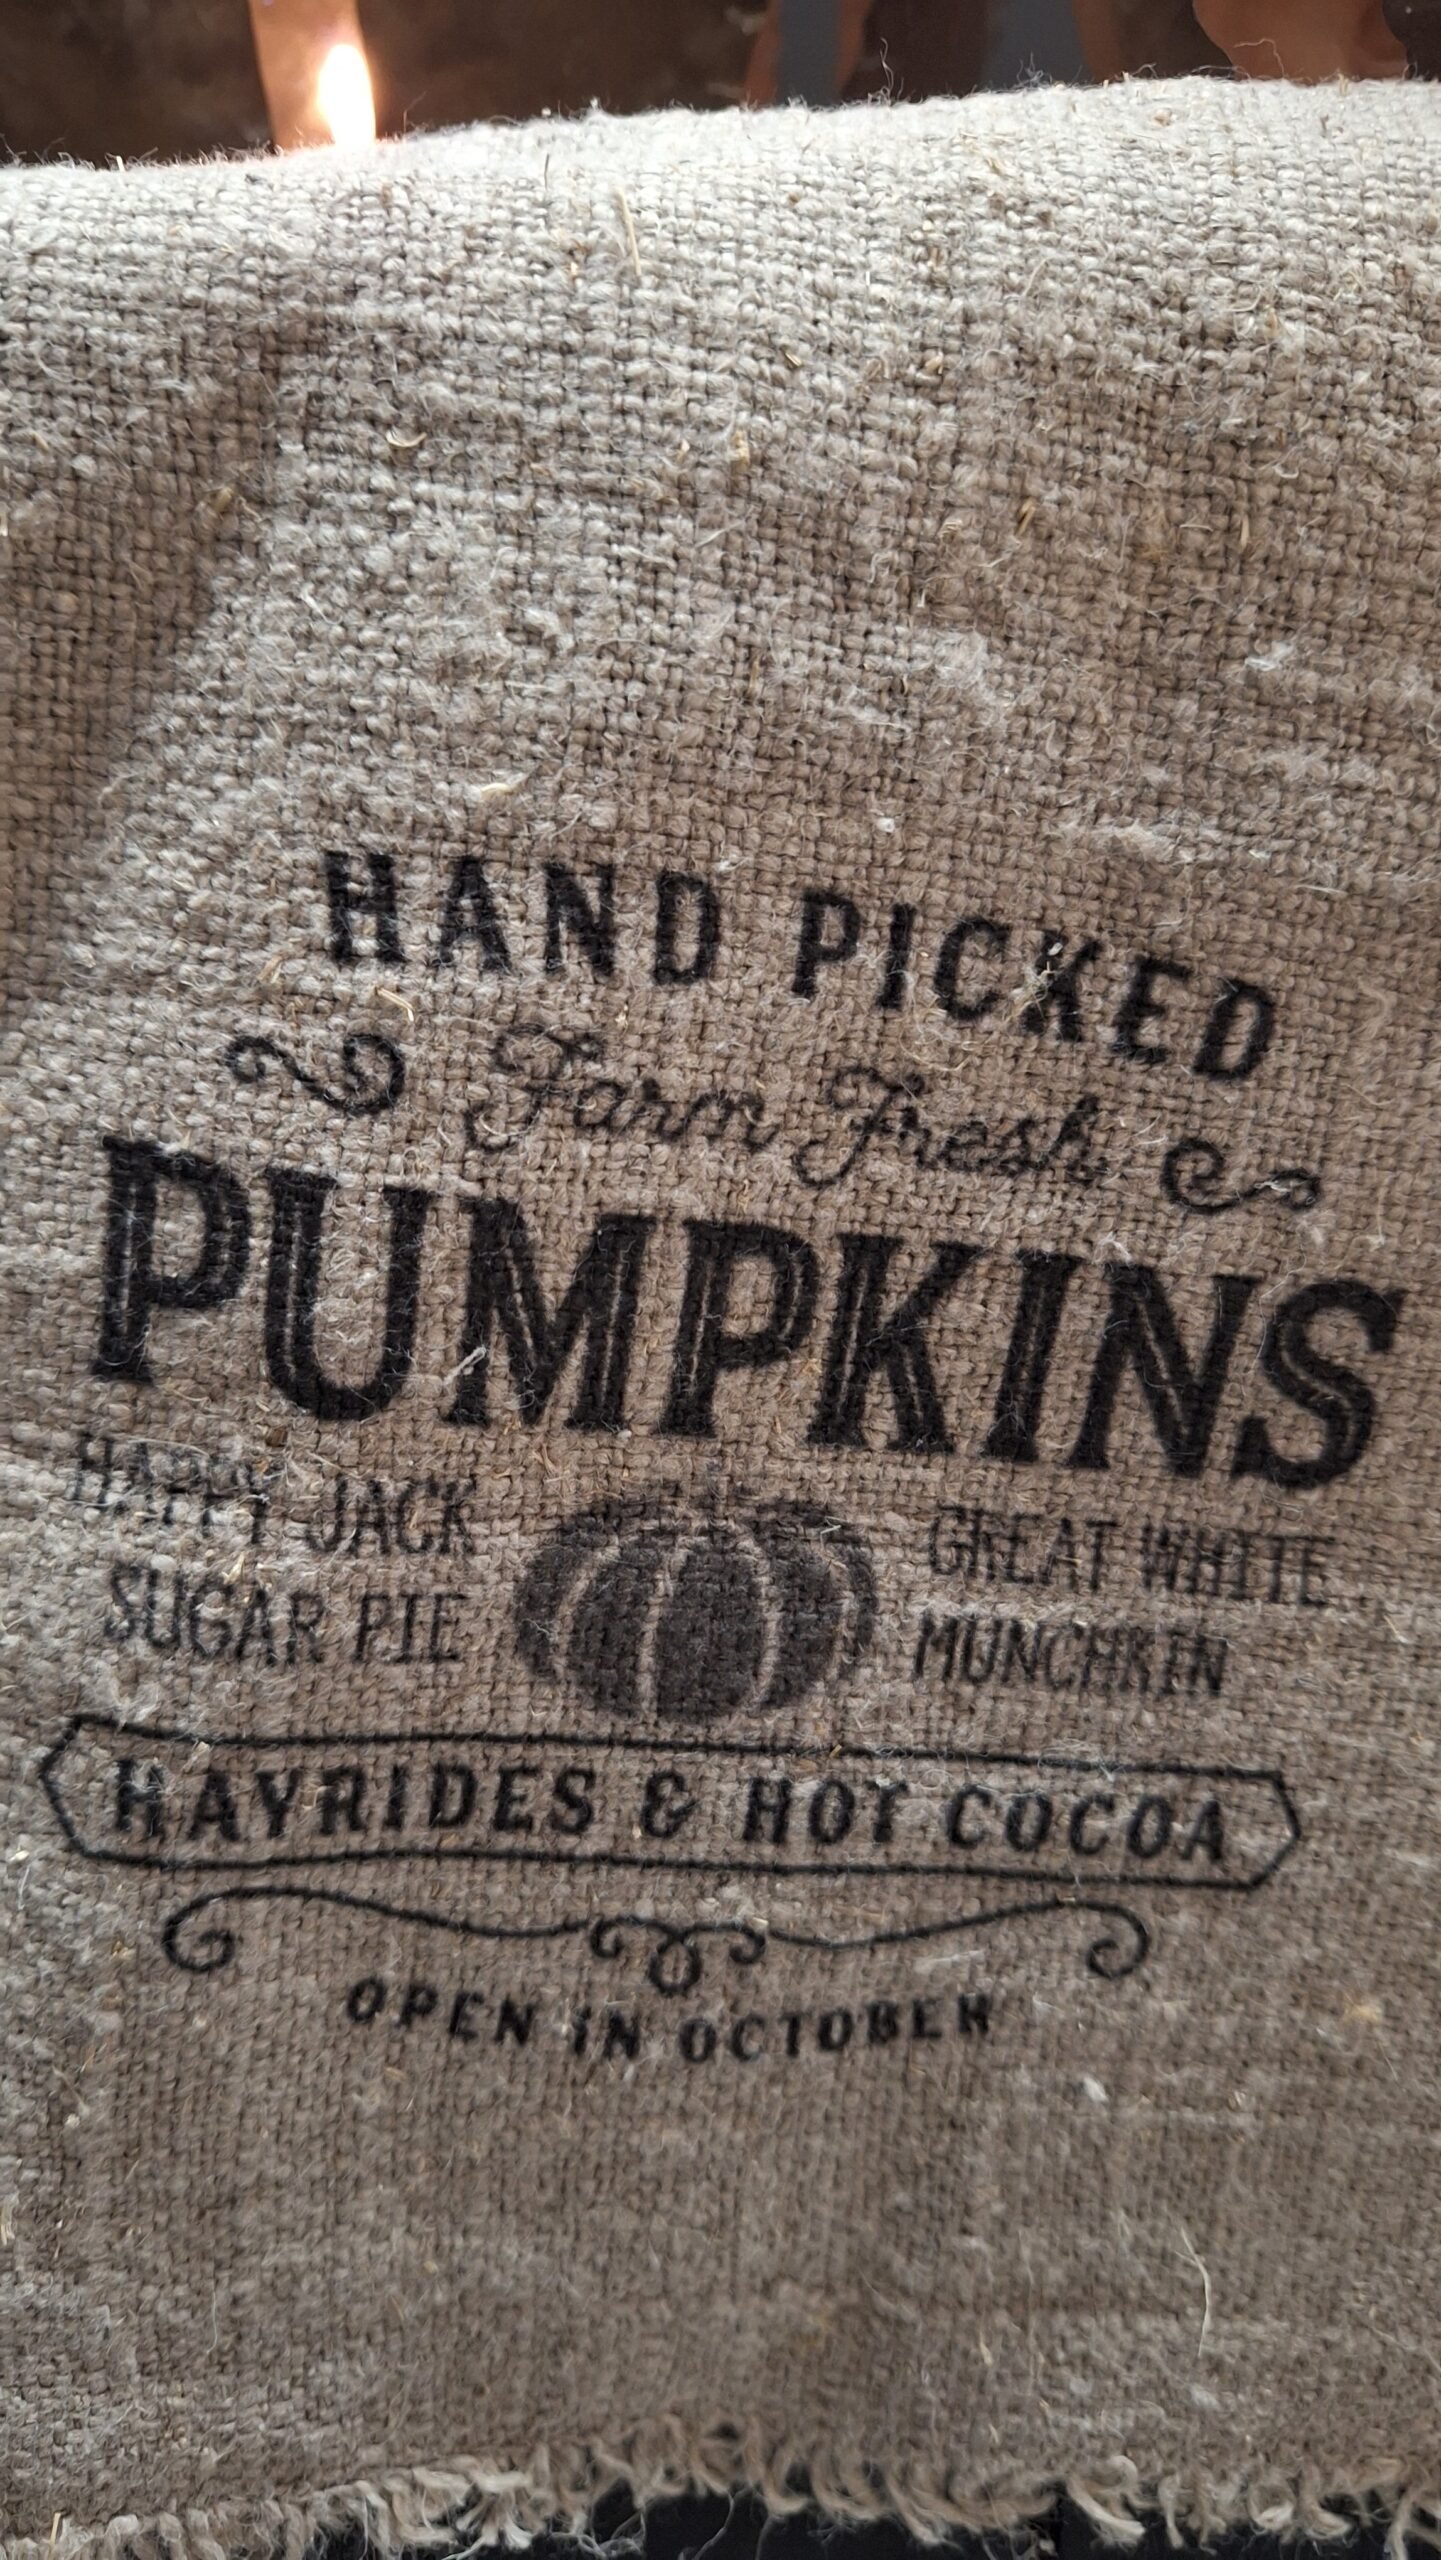 HAND PICKED
Farm Fresh
PUMPKINS
HAPPY JACK
SUGAR PIE
GREAT WHITE
MUNCHKIN
HAYRIDES & HOT COCOA
OPEN IN OCTOBER